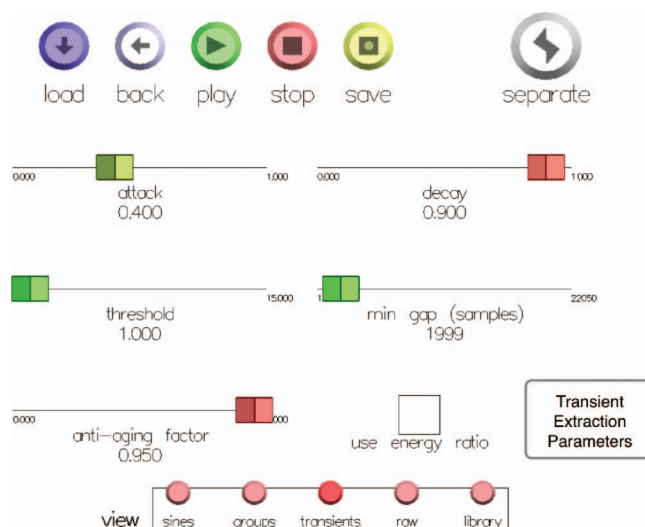 load back play stop save separate
0.000 1.000 0.000 1.000
attack decay
0.400 0.900
15.000 22050
threshold min gap (samples)
1.000 1999
0.000
anti-aging factor use energy ratio
0.950
Transient
Extraction
Parameters
view sines groups transients raw library